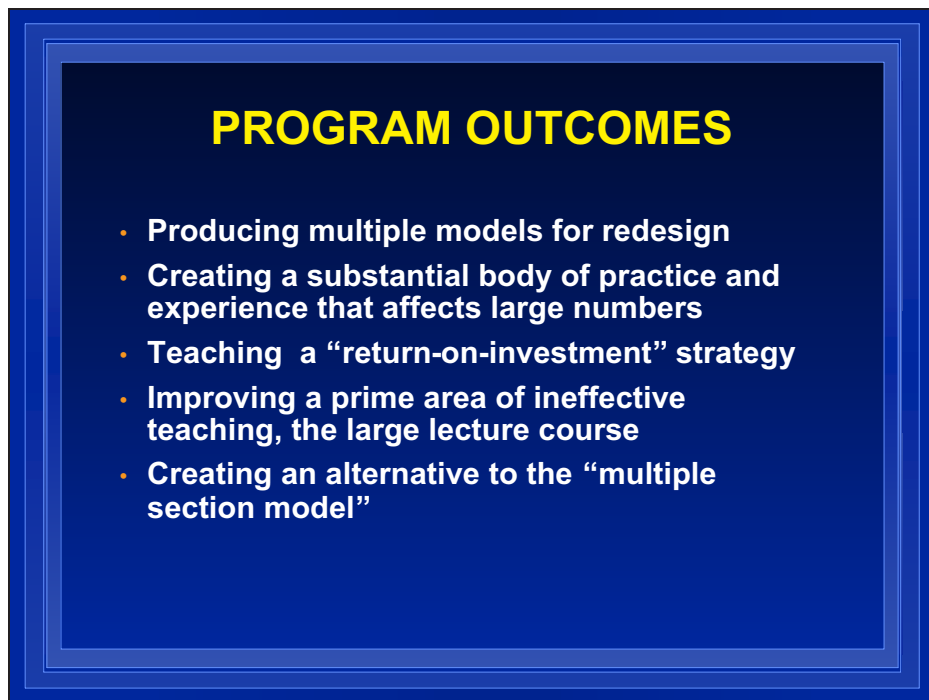 PROGRAM OUTCOMES
• Producing multiple models for redesign
• Creating a substantial body of practice and
experience that affects large numbers
• Teaching  a “return-on-investment” strategy
• Improving a prime area of ineffective
teaching, the large lecture course
• Creating an alternative to the “multiple
section model”